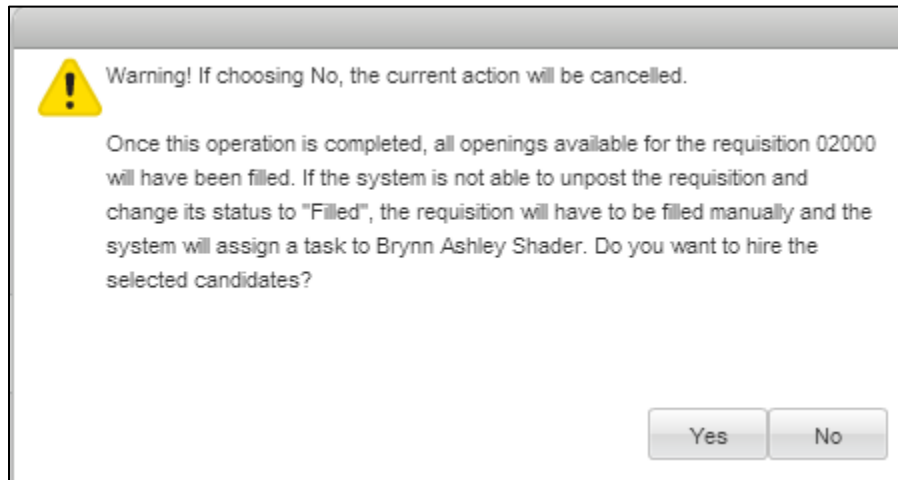 Warning! If choosing No, the current action will be cancelled.
Once this operation is completed, all openings available for the requisition 02000
will have been filled. If the system is not able to unpost the requisition and
change its status to "Filled", the requisition will have to be filled manually and the
system will assign a task to Brynn Ashley Shader. Do you want to hire the
selected candidates?
Yes No